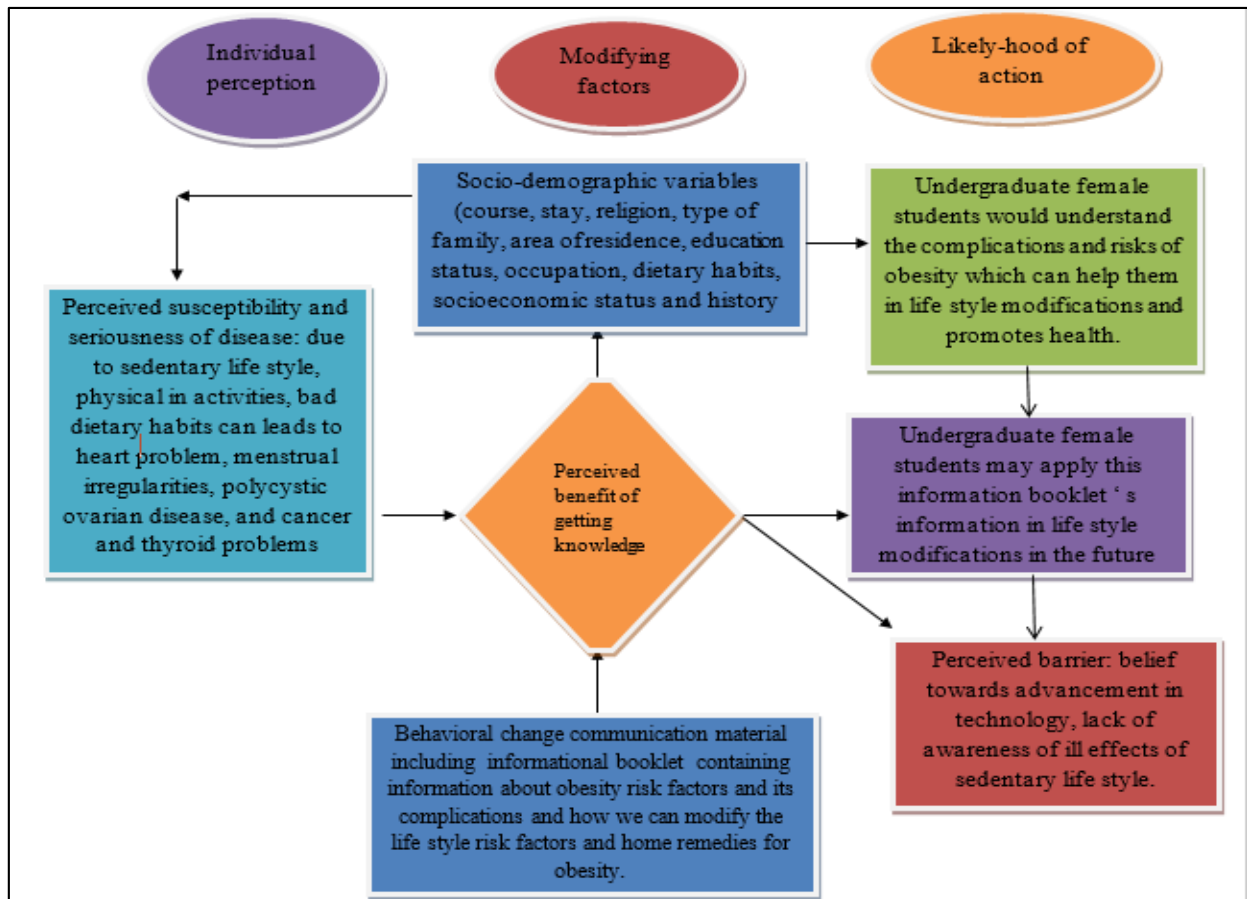 Individual
perception
Modifying
factors
Likely-hood of
action
Socio-demographic variables
(course, stay, religion, type of
family, area of residence, education
status, occupation, dietary habits,
socioeconomic status and history
Undergraduate female
students would understand
the complications and risks of
obesity which can help them
in life style modifications and
promotes health.
Perceived susceptibility and
seriousness of disease: due
to sedentary life style,
physical in activities, bad
dietary habits can leads to
heart problem, menstrual
irregularities, polycystic
ovarian disease, and cancer
and thyroid problems
Perceived
benefit of
getting
knowledge
Undergraduate female
students may apply this
information booklet ‘ s
information in life style
modifications in the future
Perceived barrier: belief
towards advancement in
technology, lack of
awareness of ill effects of
sedentary life style.
Behavioral change communication material
including informational booklet containing
information about obesity risk factors and its
complications and how we can modify the
life style risk factors and home remedies for
obesity.